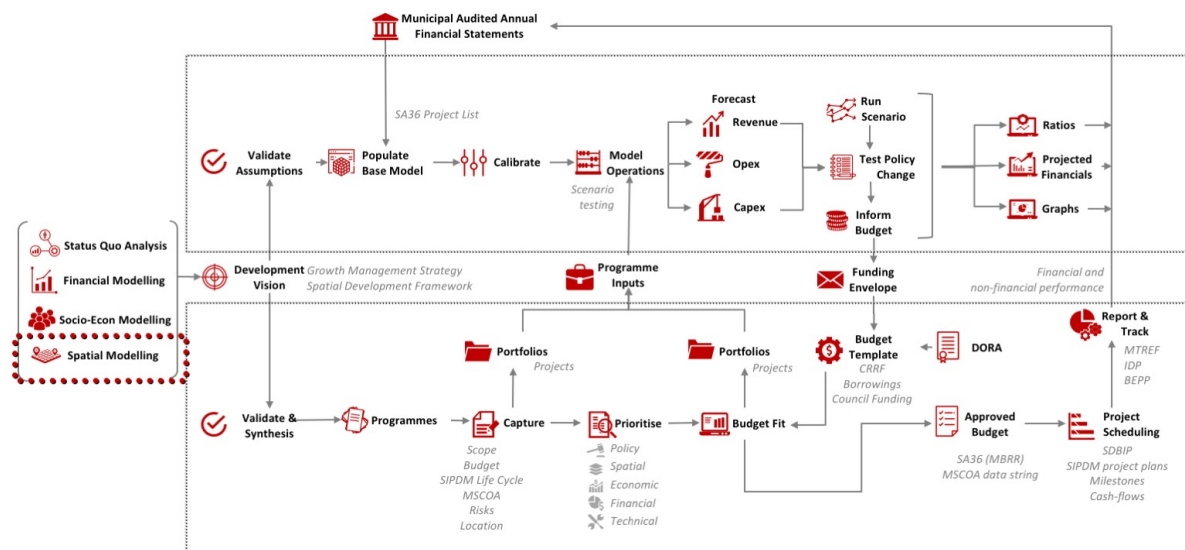 Municipal Audited Annual
Financial Statements
SA36 Project List
Validate
Assumptions
Populate
Base Model
Calibrate
Model
Operations
Scenario
testing
Forecast
Revenue
Opex
Capex
Run
Scenario
Test Policy
Change
Inform
Budget
Ratios
Projected
Financials
Graphs
Status Quo Analysis
Financial Modelling
Socio-Econ Modelling
Spatial Modelling
Development
Vision
Growth Management Strategy
Spatial Development Framework
Programme
Inputs
Funding
Envelope
Financial and
non-financial performance
Portfolios
Projects
Portfolios
Projects
Budget
Template
CRRF
Borrowings
Council Funding
DORA
Report &
Track
MTREF
IDP
BEPP
Validate &
Synthesis
Programmes
Capture
Scope
Budget
SIPDM Life Cycle
MSCOA
Risks
Location
Prioritise
Policy
Spatial
Economic
Financial
Technical
Budget Fit
Approved
Budget
SA36 (MBRR)
MSCOA data string
Project
Scheduling
SDBIP
SIPDM project plans
Milestones
Cash-flows